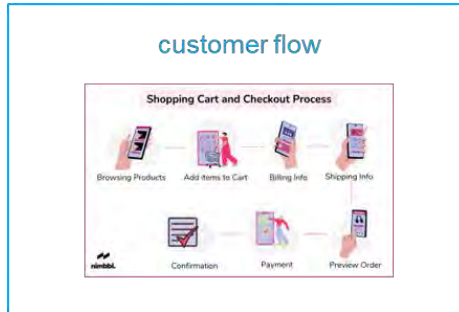 customer flow
Shopping Cart and Checkout Process
Browsing Products
Add items to Cart
Billing Info
Shipping Info
Confirmation
Payment
Preview Order
nimbbl.